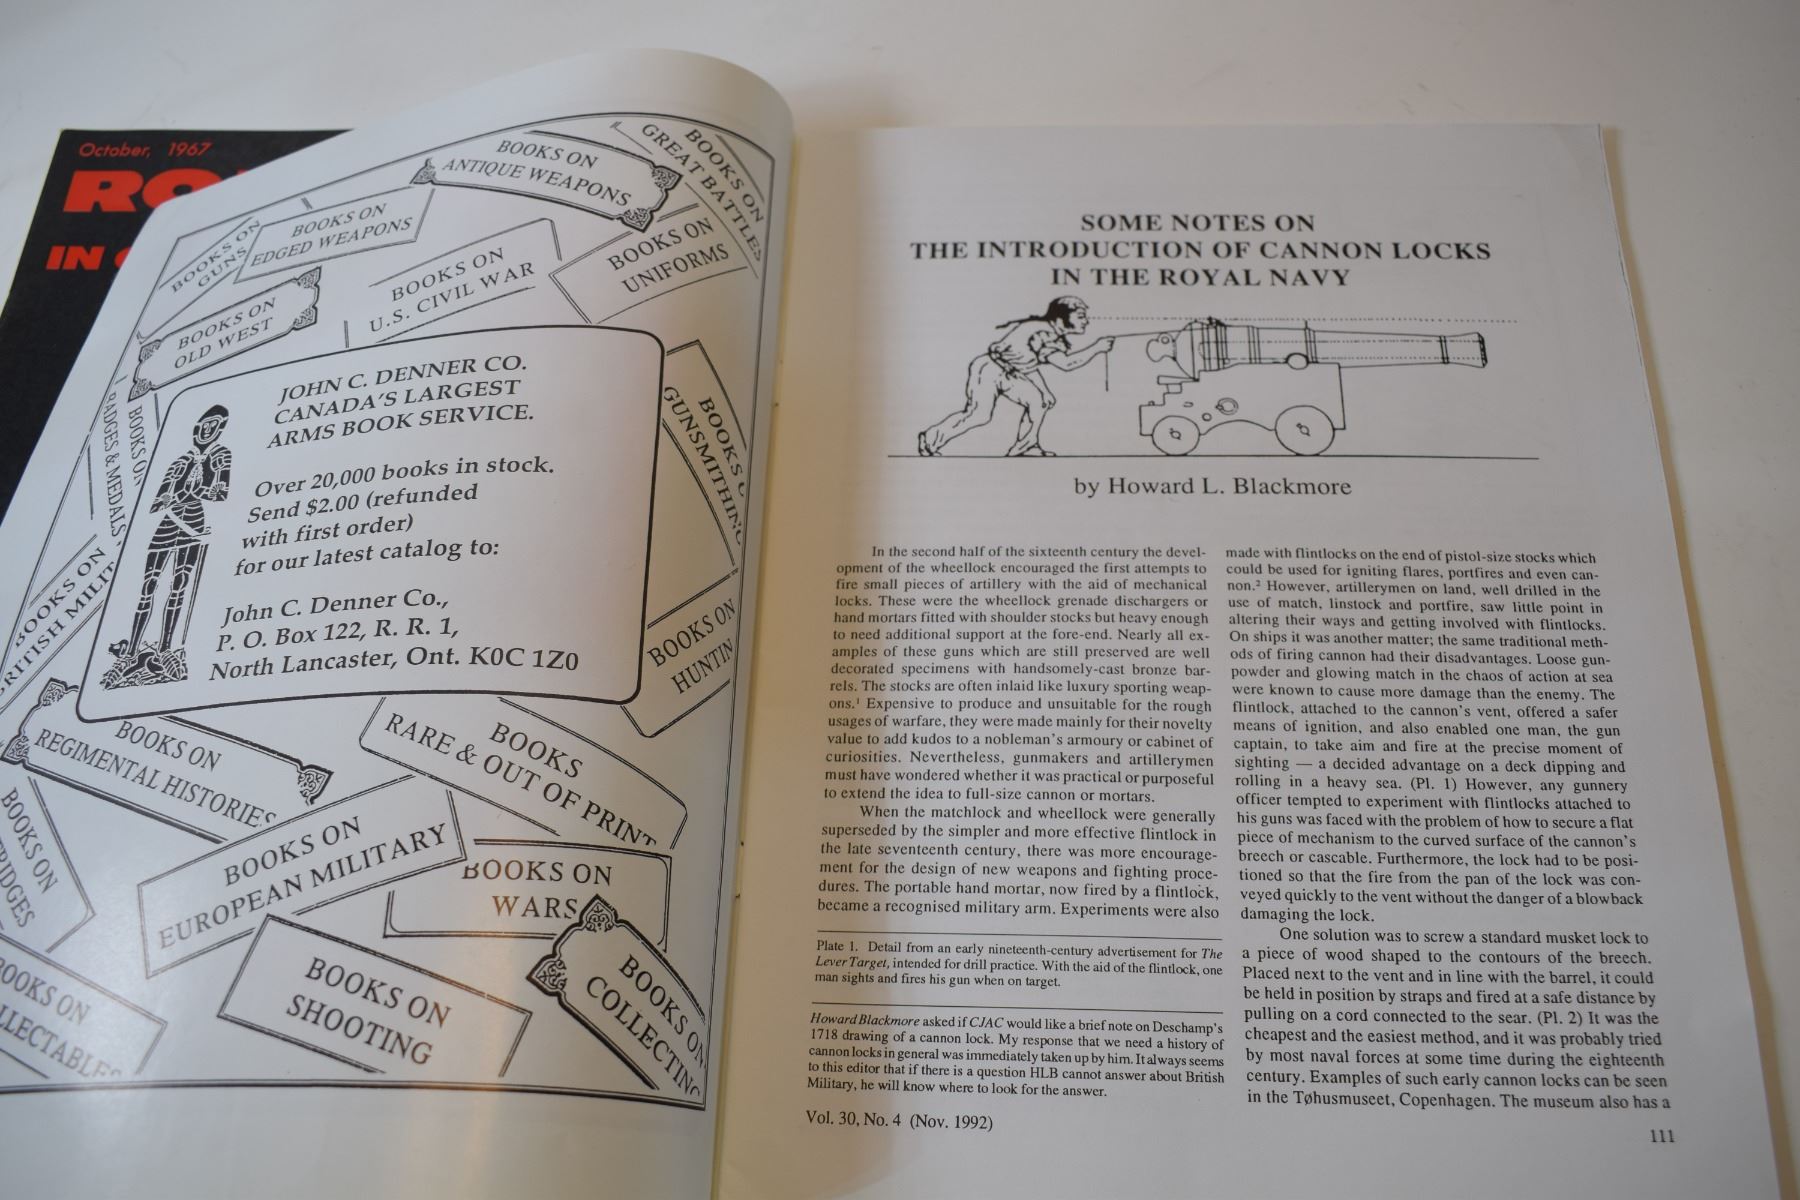 October, 1967
IN
BOOKS ON
ANTIQUE WEAPONS
BOOKS ON
GREAT BATTLES
BOOKS ON
GUNS
BOOKS ON
EDGED WEAPONS
BOOKS ON
U.S. CIVIL WAR
BOOKS ON
UNIFORMS
BOOKS ON
OLD WEST
BOOKS ON
BADGES & MEDALS
BOOKS
GUNSMITHING
JOHN C. DENNER CO.
CANADA'S LARGEST
ARMS BOOK SERVICE.
Over 20,000 books in stock.
Send $2.00 (refunded
with first order)
for our latest catalog to:
John C. Denner Co.,
P. O. Box 122, R. R. 1,
North Lancaster, Ont. K0C 1Z0
BOOKS ON
BRITISH MILIT
BOOKS ON
HUNTIN
BOOKS ON
REGIMENTAL HISTORIES
BOOKS
RARE & OUT OF PRINT
BOOKS ON
RIDGES
BOOKS ON
EUROPEAN MILITARY
BOOKS ON
WARS
BOOKS ON
LLECTABLES
BOOKS ON
SHOOTING
BOOKS ON
COLLECTING
SOME NOTES ON
THE INTRODUCTION OF CANNON LOCKS
IN THE ROYAL NAVY
by Howard L. Blackmore
In the second half of the sixteenth century the devel-
opment of the wheellock encouraged the first attempts to
fire small pieces of artillery with the aid of mechanical
locks. These were the wheellock grenade dischargers or
hand mortars fitted with shoulder stocks but heavy enough
to need additional support at the fore-end. Nearly all ex-
amples of these guns which are still preserved are well
decorated specimens with handsomely-cast bronze bar-
rels. The stocks are often inlaid like luxury sporting weap-
ons.¹ Expensive to produce and unsuitable for the rough
usages of warfare, they were made mainly for their novelty
value to add kudos to a nobleman's armoury or cabinet of
curiosities. Nevertheless, gunmakers and artillerymen
must have wondered whether it was practical or purposeful
to extend the idea to full-size cannon or mortars.
When the matchlock and wheellock were generally
superseded by the simpler and more effective flintlock in
the late seventeenth century, there was more encourage-
ment for the design of new weapons and fighting proce-
dures. The portable hand mortar, now fired by a flintlock,
became a recognised military arm. Experiments were also
Plate 1. Detail from an early nineteenth-century advertisement for The
Lever Target, intended for drill practice. With the aid of the flintlock, one
man sights and fires his gun when on target.
Howard Blackmore asked if CJAC would like a brief note on Deschamp's
1718 drawing of a cannon lock. My response that we need a history of
cannon locks in general was immediately taken up by him. It always seems
to this editor that if there is a question HLB cannot answer about British
Military, he will know where to look for the answer.
Vol. 30, No. 4 (Nov. 1992)
made with flintlocks on the end of pistol-size stocks which
could be used for igniting flares, portfires and even can-
non.² However, artillerymen on land, well drilled in the
use of match, linstock and portfire, saw little point in
altering their ways and getting involved with flintlocks.
On ships it was another matter; the same traditional meth-
ods of firing cannon had their disadvantages. Loose gun-
powder and glowing match in the chaos of action at sea
were known to cause more damage than the enemy. The
flintlock, attached to the cannon's vent, offered a safer
means of ignition, and also enabled one man, the gun
captain, to take aim and fire at the precise moment of
sighting — a decided advantage on a deck dipping and
rolling in a heavy sea. (Pl. 1) However, any gunnery
officer tempted to experiment with flintlocks attached to
his guns was faced with the problem of how to secure a flat
piece of mechanism to the curved surface of the cannon's
breech or cascable. Furthermore, the lock had to be posi-
tioned so that the fire from the pan of the lock was con-
veyed quickly to the vent without the danger of a blowback
damaging the lock.
One solution was to screw a standard musket lock to
a piece of wood shaped to the contours of the breech.
Placed next to the vent and in line with the barrel, it could
be held in position by straps and fired at a safe distance by
pulling on a cord connected to the sear. (Pl. 2) It was the
cheapest and the easiest method, and it was probably tried
by most naval forces at some time during the eighteenth
century. Examples of such early cannon locks can be seen
in the Tøhusmuseet, Copenhagen. The museum also has a
111